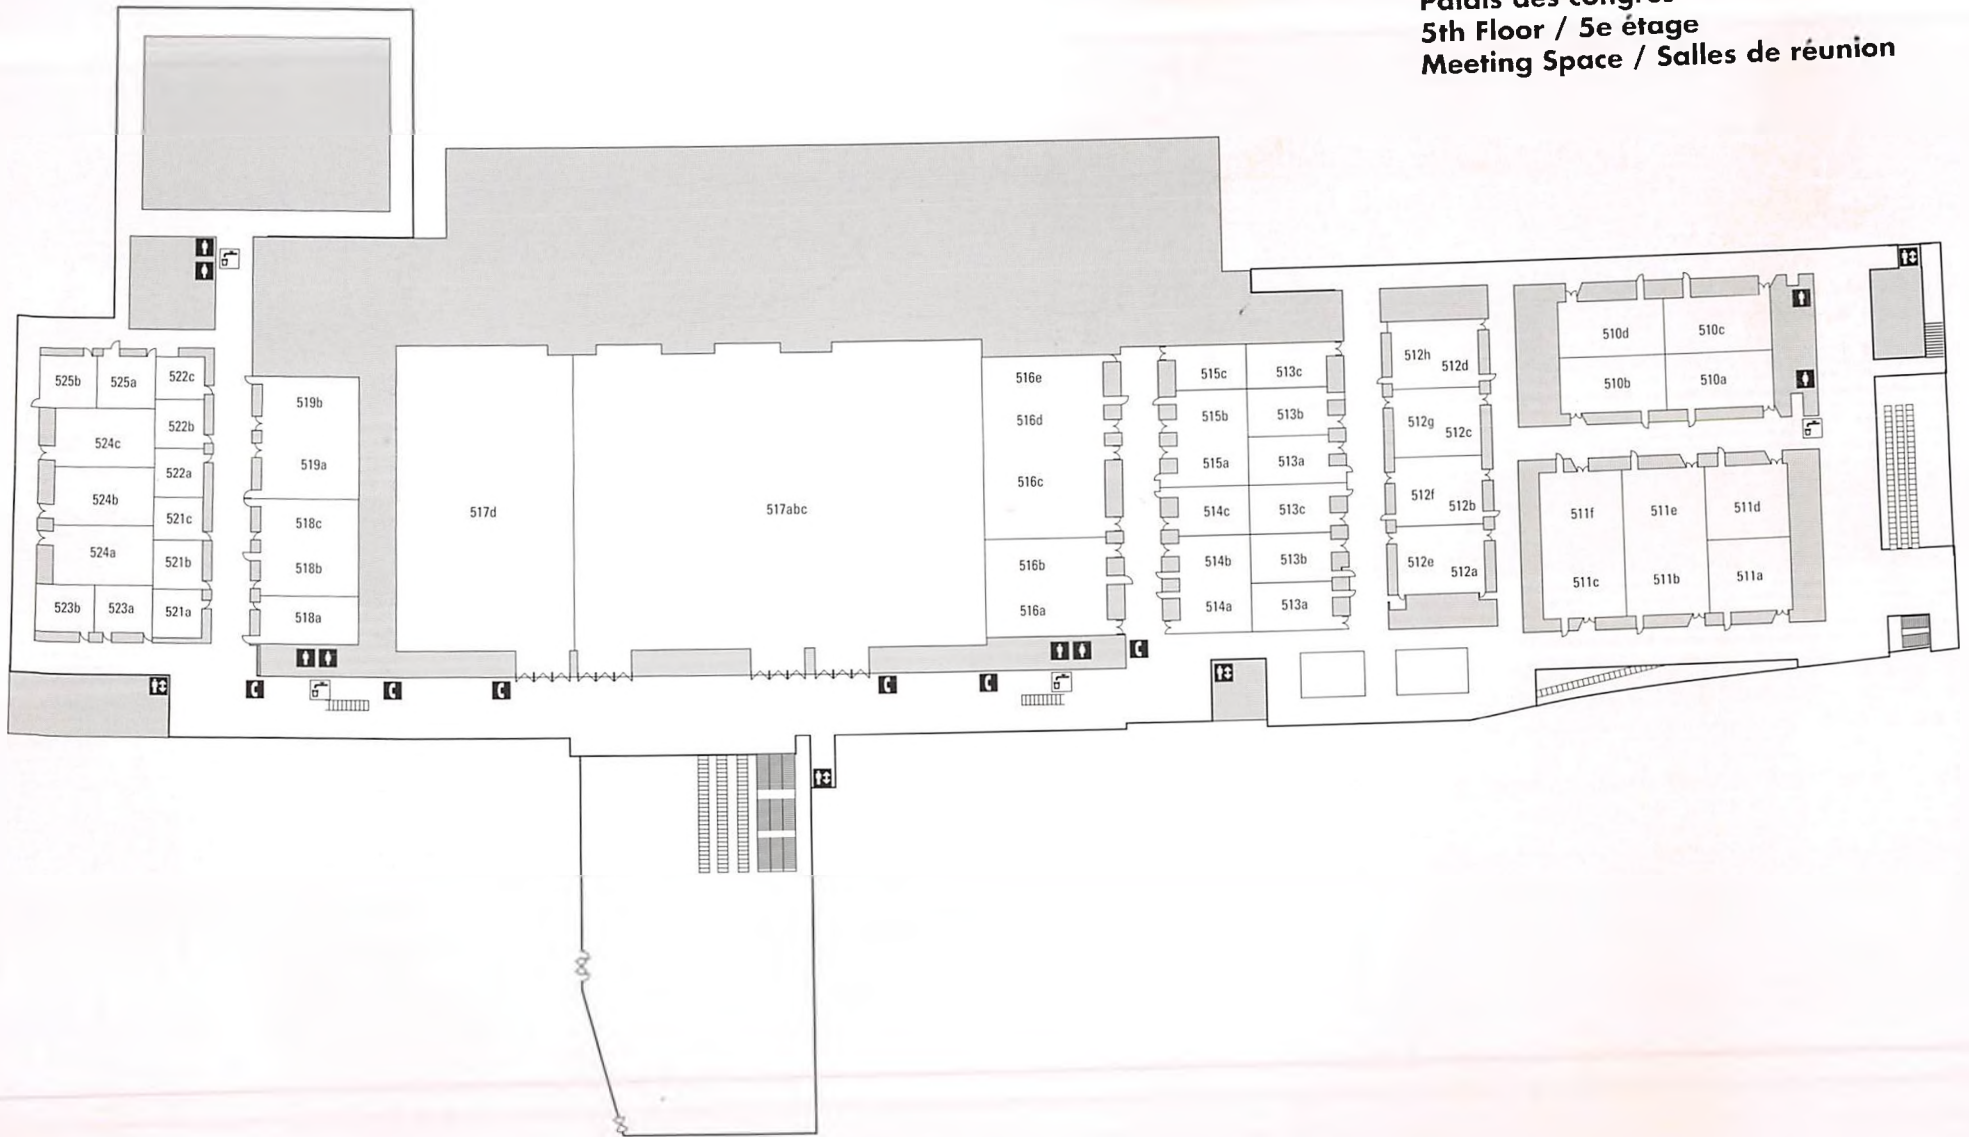 Palais des congrès
5th Floor / 5e étage
Meeting Space / Salles de réunion
525b
525a
522c
524c
522b
522a
524b
521c
524a
521b
523b
523a
521a
519b
519a
518c
518b
518a
517d
517abc
516e
516d
516c
516b
516a
515c
513c
515b
513b
515a
513a
514c
513c
514b
513b
514a
513a
512h
512d
512g
512c
512f
512b
512e
512a
510d
510c
510b
510a
511f
511e
511d
511c
511b
511a